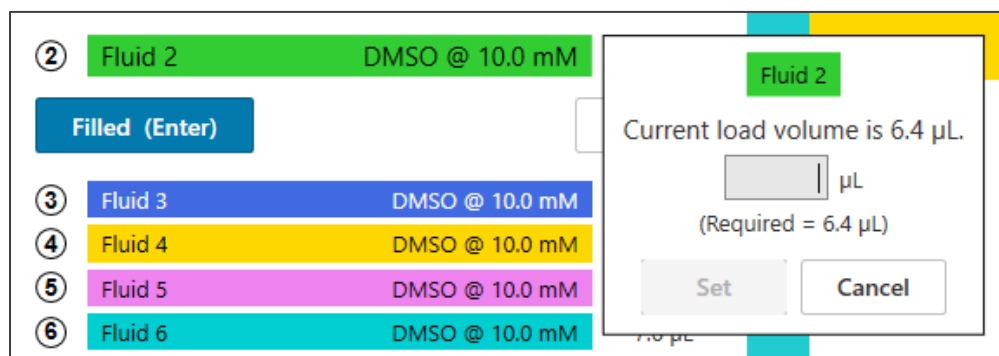 ② Fluid 2 DMSO @ 10.0 mM
Filled (Enter)
③ Fluid 3 DMSO @ 10.0 mM
④ Fluid 4 DMSO @ 10.0 mM
⑤ Fluid 5 DMSO @ 10.0 mM
⑥ Fluid 6 DMSO @ 10.0 mM
Fluid 2
Current load volume is 6.4 µL.
µL
(Required = 6.4 µL)
Set Cancel